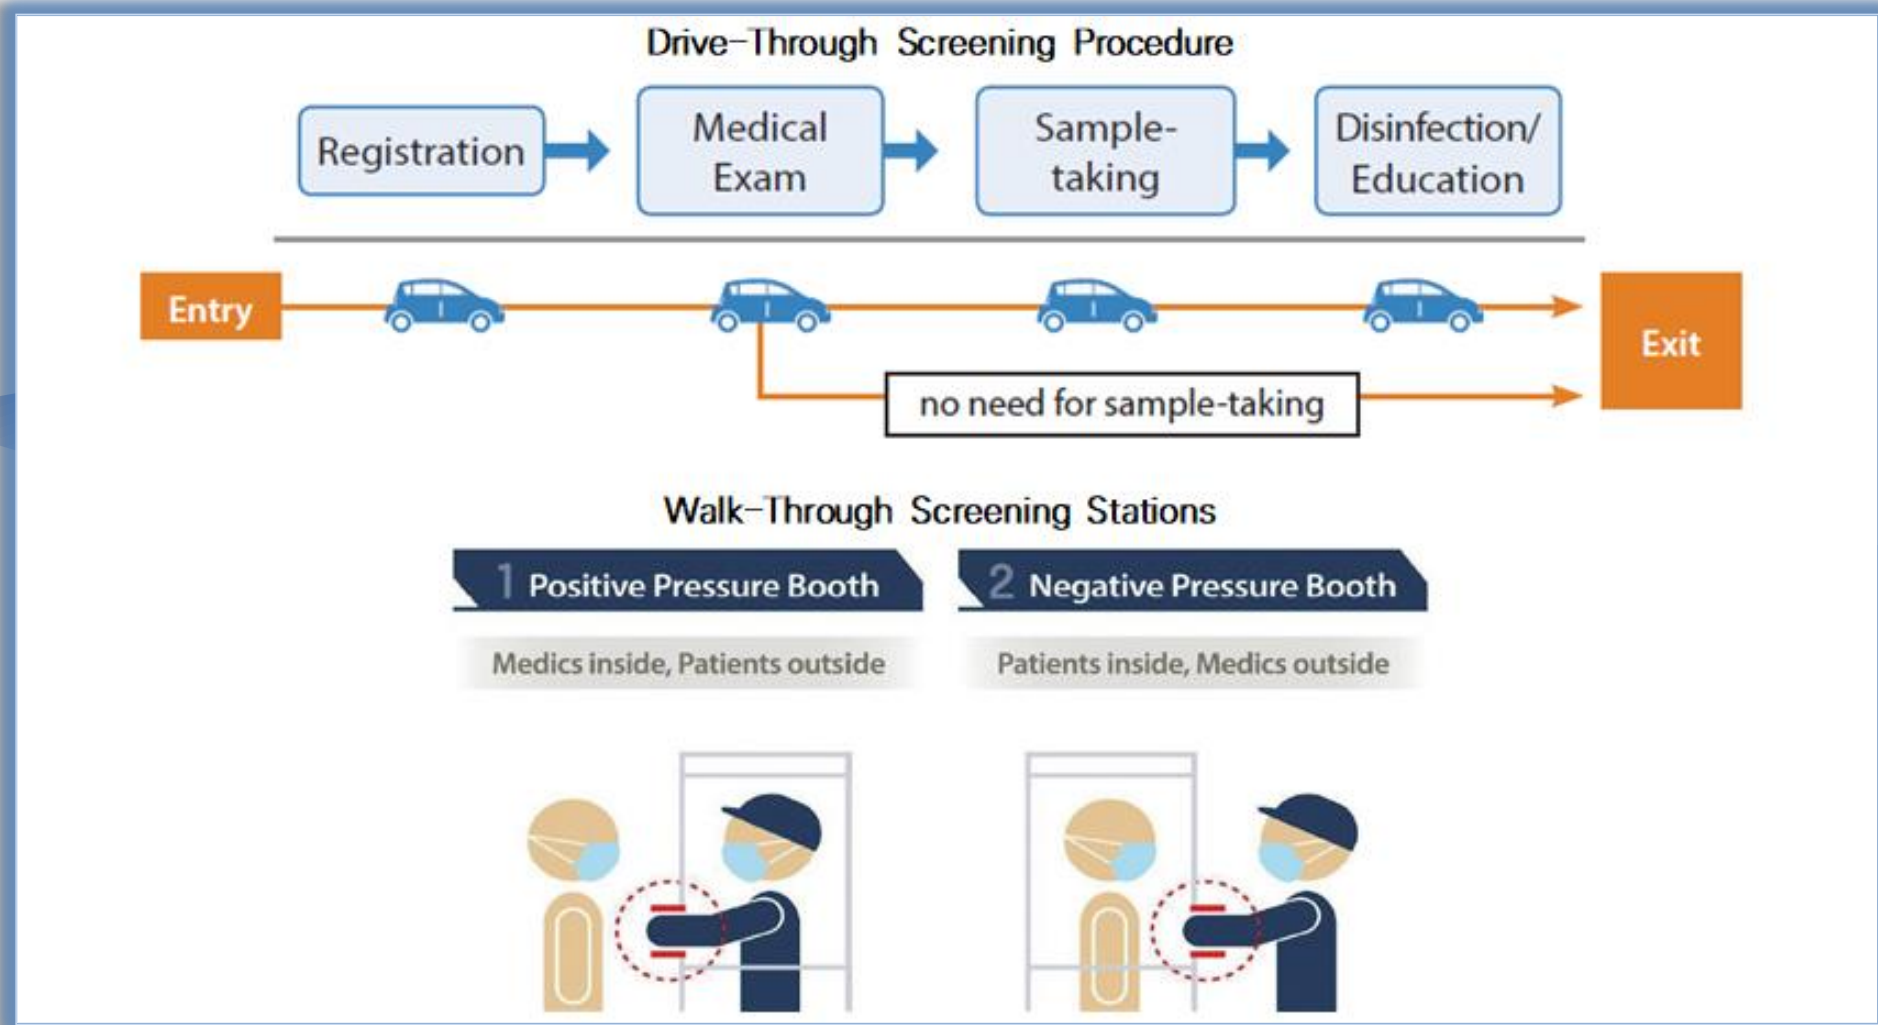 Drive-Through Screening Procedure
Registration
Medical
Exam
Sample-
taking
Disinfection/
Education
Entry
Exit
no need for sample-taking
Walk-Through Screening Stations
1 Positive Pressure Booth
2 Negative Pressure Booth
Medics inside, Patients outside
Patients inside, Medics outside